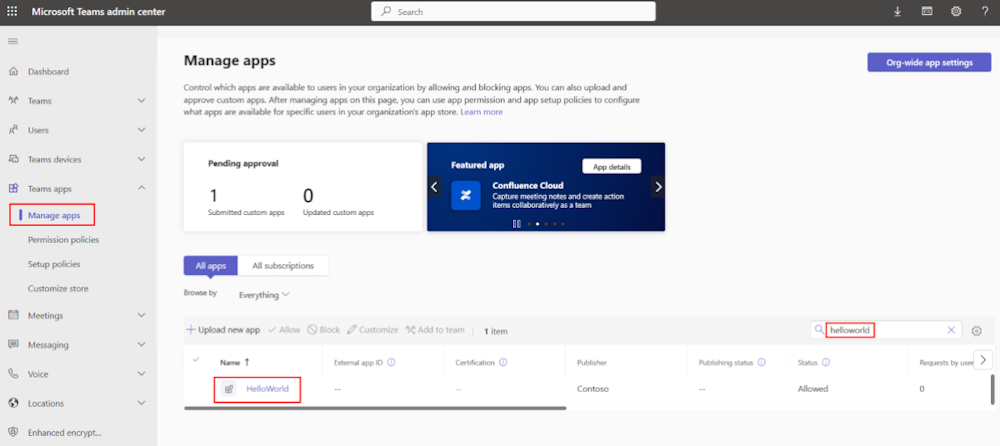 Microsoft Teams admin center
Search
?
Dashboard
Teams
Users
Teams devices
Teams apps
Manage apps
Permission policies
Setup policies
Customize store
Meetings
Messaging
Voice
Locations
Enhanced encrypt...
Manage apps
Org-wide app settings
Control which apps are available to users in your organization by allowing and blocking apps. You can also upload and
approve custom apps. After managing apps on this page, you can use app permission and app setup policies to configure
what apps are available for specific users in your organization's app store. Learn more
Pending approval
1
Submitted custom apps
0
Updated custom apps
Featured app
App details
Confluence Cloud
Capture meeting notes and create action
items collaboratively as a team
All apps
All subscriptions
Browse by
Everything
Upload new app
Allow
Block
Customize
Add to team
1 item
helloworld
Name
External app ID
Certification
Publisher
Publishing status
Status
Requests by user
HelloWorld
--
--
Contoso
--
Allowed
0